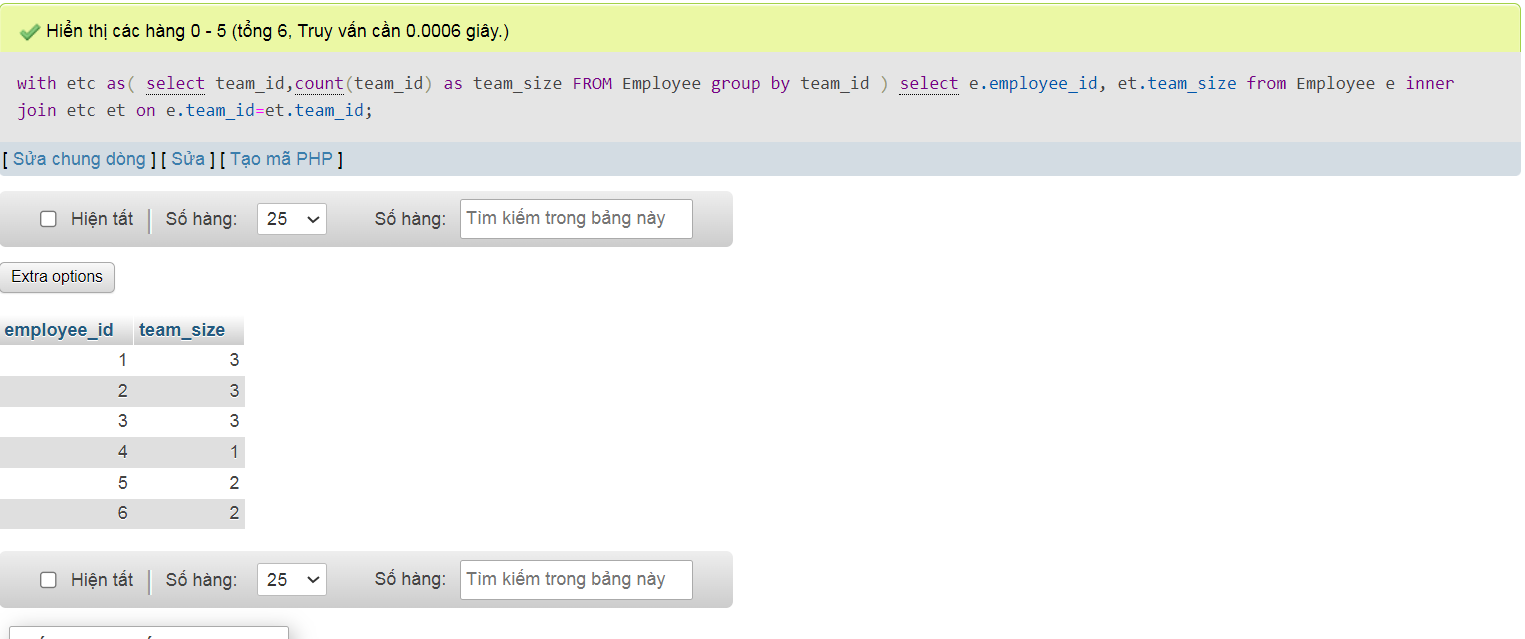 Hiển thị các hàng 0 - 5 (tổng 6, Truy vấn cần 0.0006 giây.)
with etc as( select team_id,count(team_id) as team_size FROM Employee group by team_id ) select e.employee_id, et.team_size from Employee e inner
join etc et on e.team_id=et.team_id;
[ Sửa chung dòng ] [ Sửa ] [ Tạo mã PHP ]
Hiện tất Số hàng: 25 Số hàng: Tìm kiếm trong bảng này
Extra options
employee_id team_size
1 3
2 3
3 3
4 1
5 2
6 2
Hiện tất Số hàng: 25 Số hàng: Tìm kiếm trong bảng này